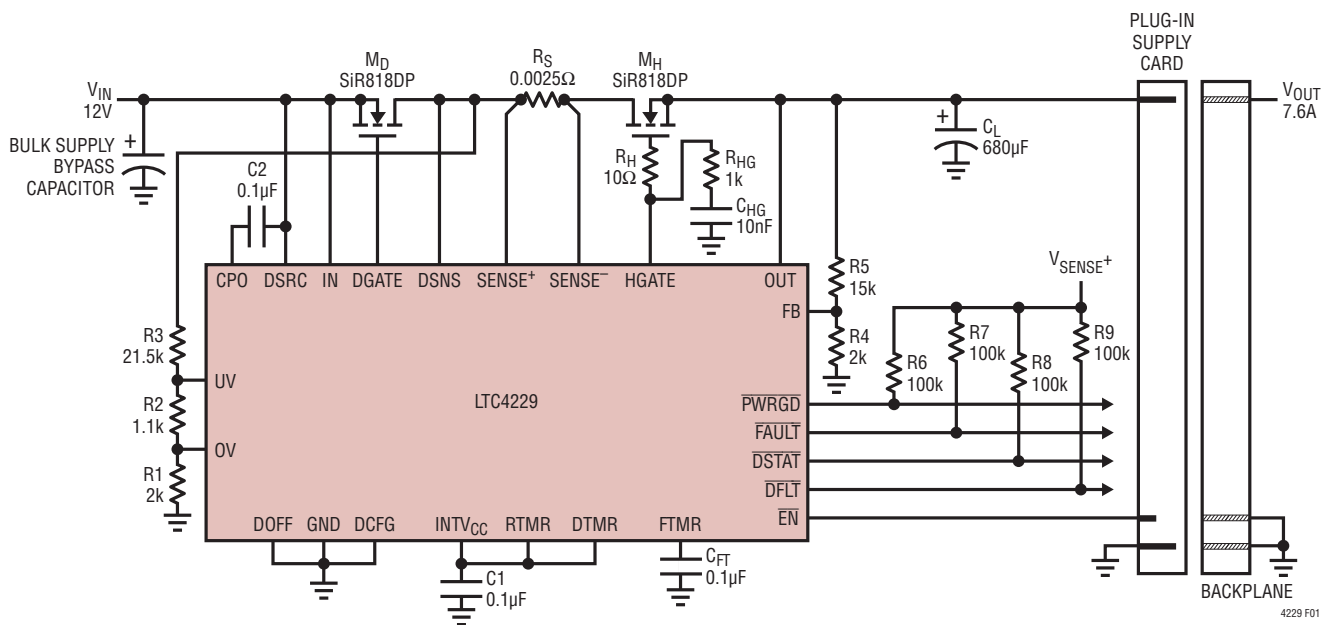 PLUG-IN
SUPPLY
CARD
M_D
SiR818DP
R_S
0.0025Ω
M_H
SiR818DP
V_IN
12V
V_OUT
7.6A
BULK SUPPLY
BYPASS
CAPACITOR
+
C2
0.1µF
R_H
10Ω
R_HG
1k
C_HG
10nF
+
C_L
680µF
CPO DSRC IN DGATE DSNS SENSE+ SENSE– HGATE OUT
V_SENSE+
R5
15k
FB
R4
2k
R3
21.5k
UV
R2
1.1k
OV
R1
2k
LTC4229
R6
100k
R7
100k
R8
100k
R9
100k
PWRGD
FAULT
DSTAT
DFLT
EN
DOFF GND DCFG INTV_CC RTMR DTMR FTMR
C1
0.1µF
C_FT
0.1µF
BACKPLANE
4229 F01